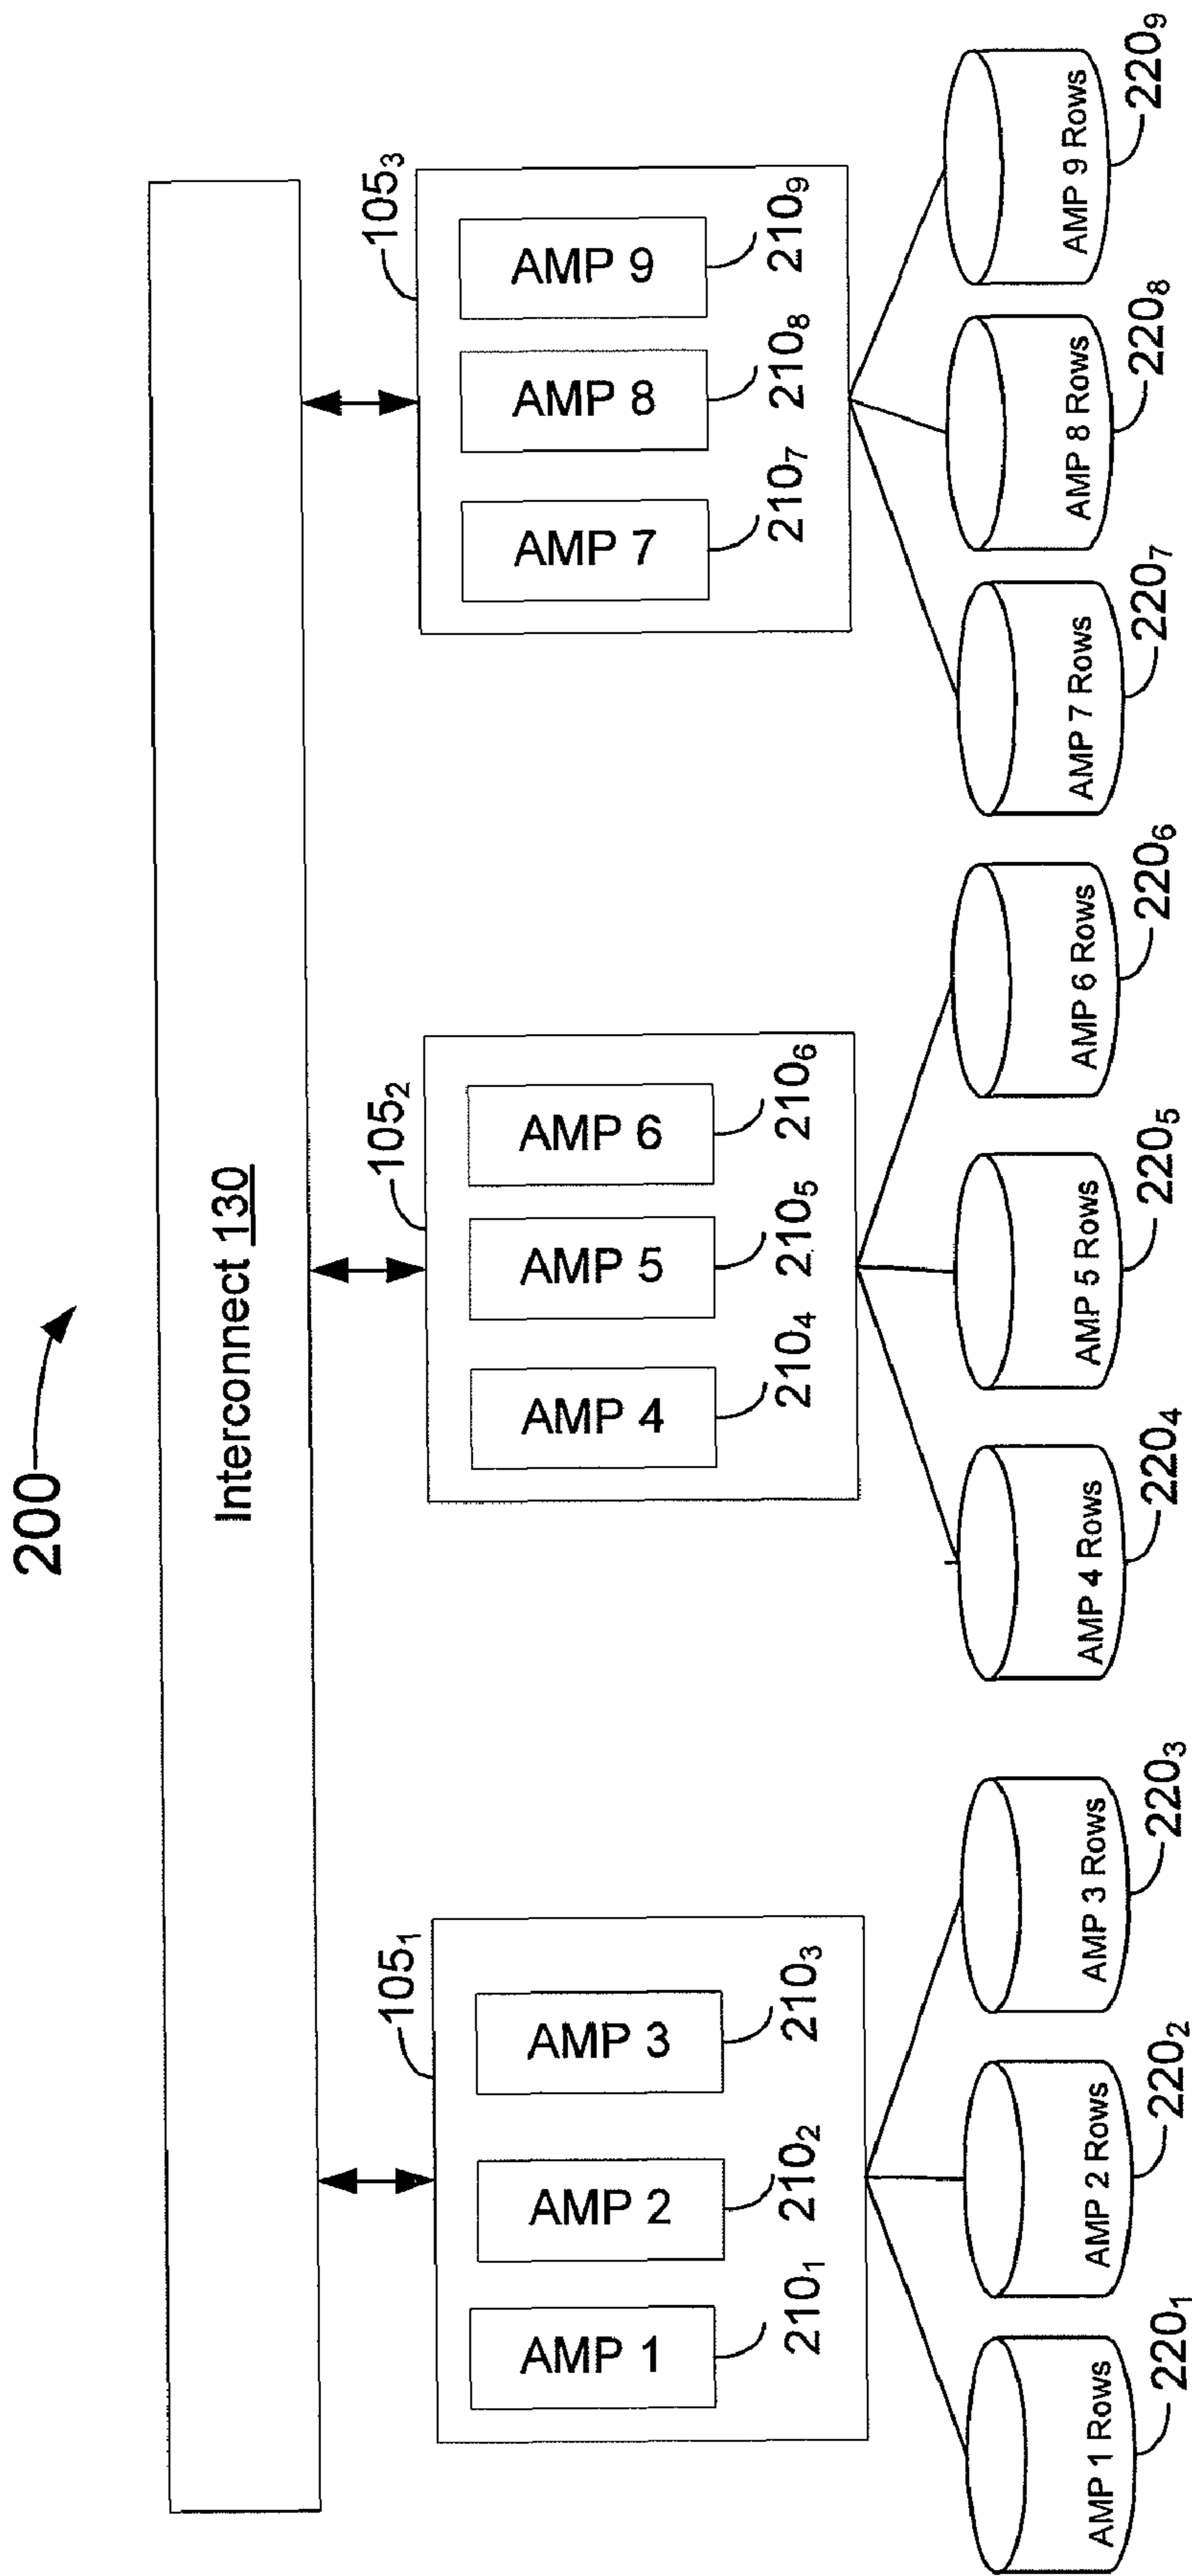 200
Interconnect 130
105₁
105₂
105₃
AMP 1
AMP 2
AMP 3
AMP 4
AMP 5
AMP 6
AMP 7
AMP 8
AMP 9
210₁
210₂
210₃
210₄
210₅
210₆
210₇
210₈
210₉
AMP 1 Rows
AMP 2 Rows
AMP 3 Rows
AMP 4 Rows
AMP 5 Rows
AMP 6 Rows
AMP 7 Rows
AMP 8 Rows
AMP 9 Rows
220₁
220₂
220₃
220₄
220₅
220₆
220₇
220₈
220₉